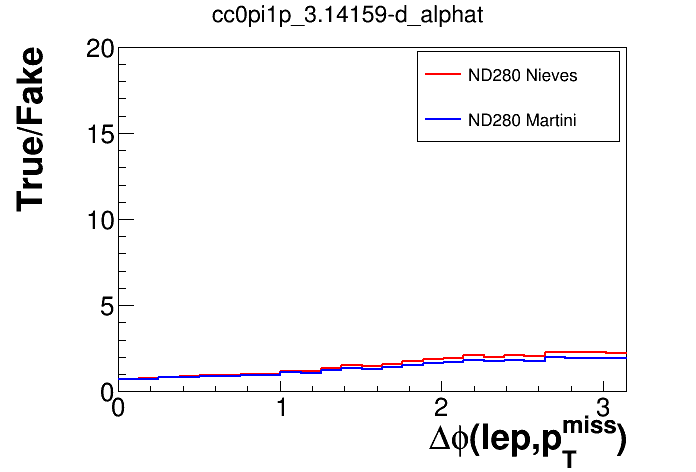 cc0pi1p_3.14159-d_alphat
True/Fake
20
15
10
5
0
ND280 Nieves
ND280 Martini
0 1 2 3
Δϕ(lep,p_T^miss)